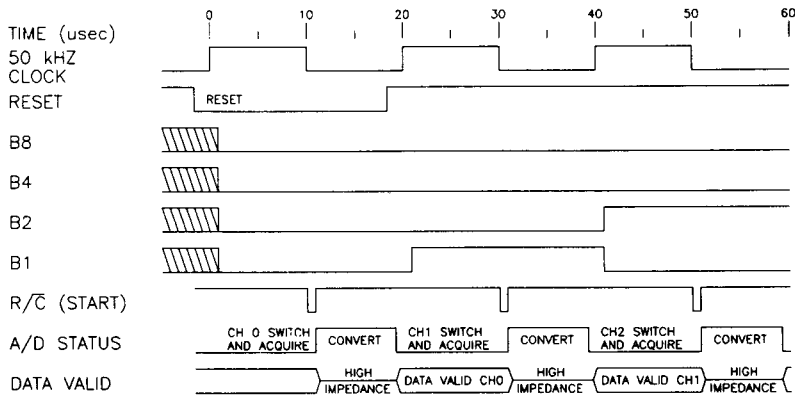 0 10 20 30 40 50 60
TIME (usec)
50 kHZ
CLOCK
RESET RESET
B8
B4
B2
B1
R/C̅ (START)
CH 0 SWITCH CH1 SWITCH CH2 SWITCH
A/D STATUS AND ACQUIRE CONVERT AND ACQUIRE CONVERT AND ACQUIRE CONVERT
HIGH HIGH HIGH
DATA VALID DATA VALID CH0 DATA VALID CH1
IMPEDANCE IMPEDANCE IMPEDANCE